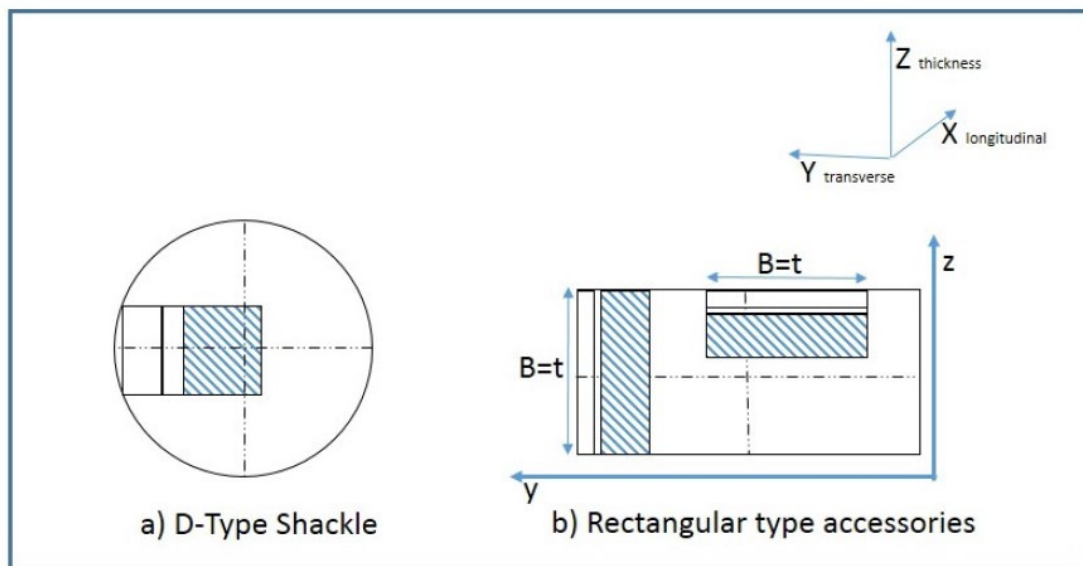 Z thickness
X longitudinal
Y transverse
B=t
z
B=t
y
a) D-Type Shackle
b) Rectangular type accessories